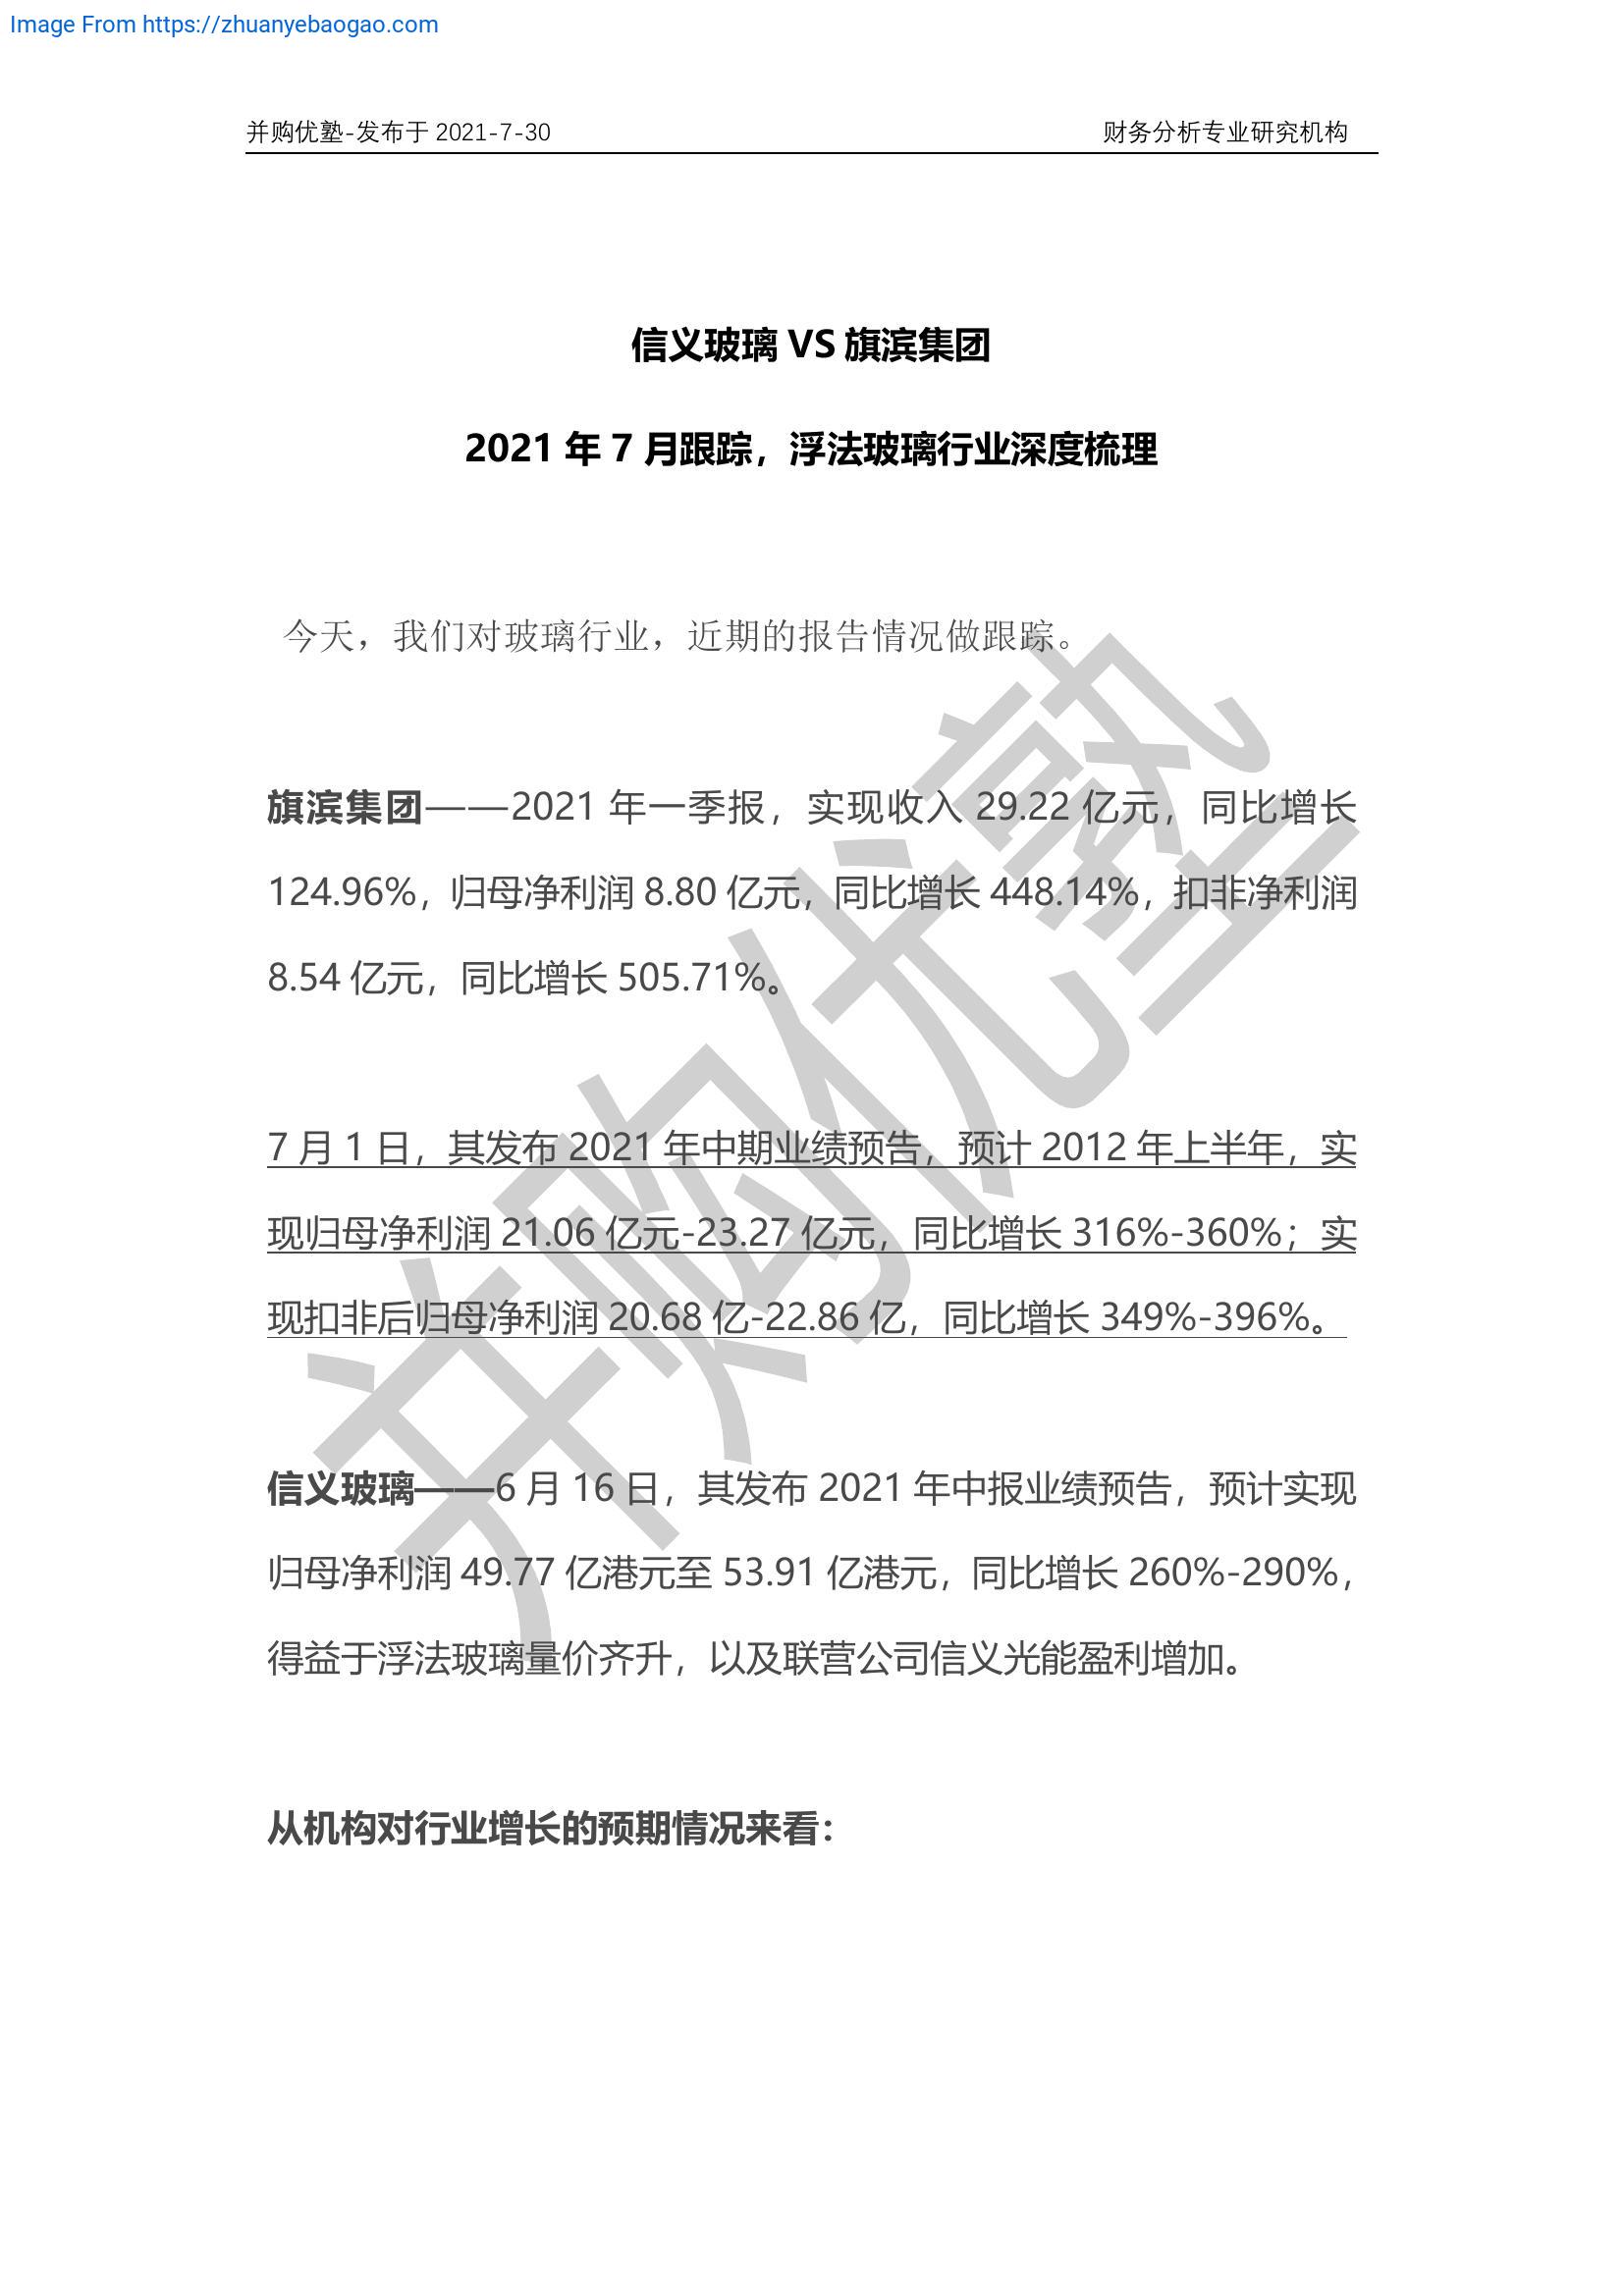 Image From https://zhuanyebaogao.com
并购优塾-发布于 2021-7-30 财务分析专业研究机构
信义玻璃 VS 旗滨集团
2021 年 7 月跟踪，浮法玻璃行业深度梳理
今天，我们对玻璃行业，近期的报告情况做跟踪。
旗滨集团——2021 年一季报，实现收入 29.22 亿元，同比增长
124.96%，归母净利润 8.80 亿元，同比增长 448.14%，扣非净利润
8.54 亿元，同比增长 505.71%。
7 月 1 日，其发布 2021 年中期业绩预告，预计 2012 年上半年，实
现归母净利润 21.06 亿元-23.27 亿元，同比增长 316%-360%；实
现扣非后归母净利润 20.68 亿-22.86 亿，同比增长 349%-396%。
信义玻璃——6 月 16 日，其发布 2021 年中报业绩预告，预计实现
归母净利润 49.77 亿港元至 53.91 亿港元，同比增长 260%-290%，
得益于浮法玻璃量价齐升，以及联营公司信义光能盈利增加。
从机构对行业增长的预期情况来看：
并购优塾